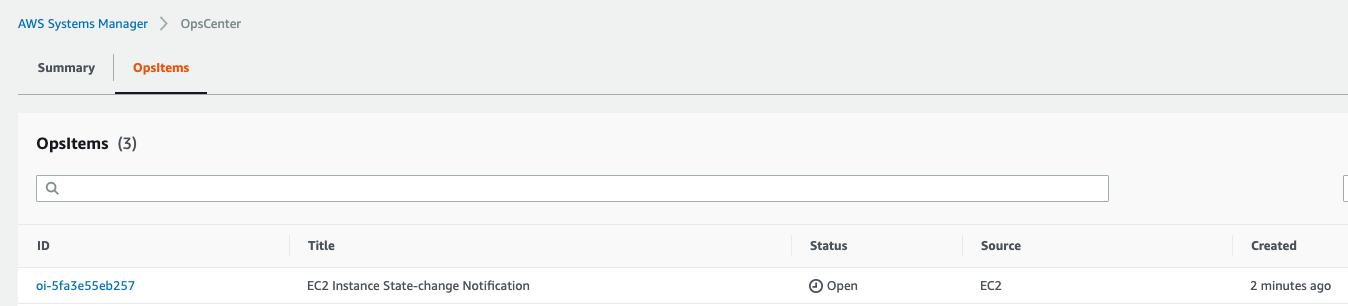 AWS Systems Manager > OpsCenter
Summary OpsItems
OpsItems (3)
ID Title Status Source Created
oi-5fa3e55eb257 EC2 Instance State-change Notification Open EC2 2 minutes ago